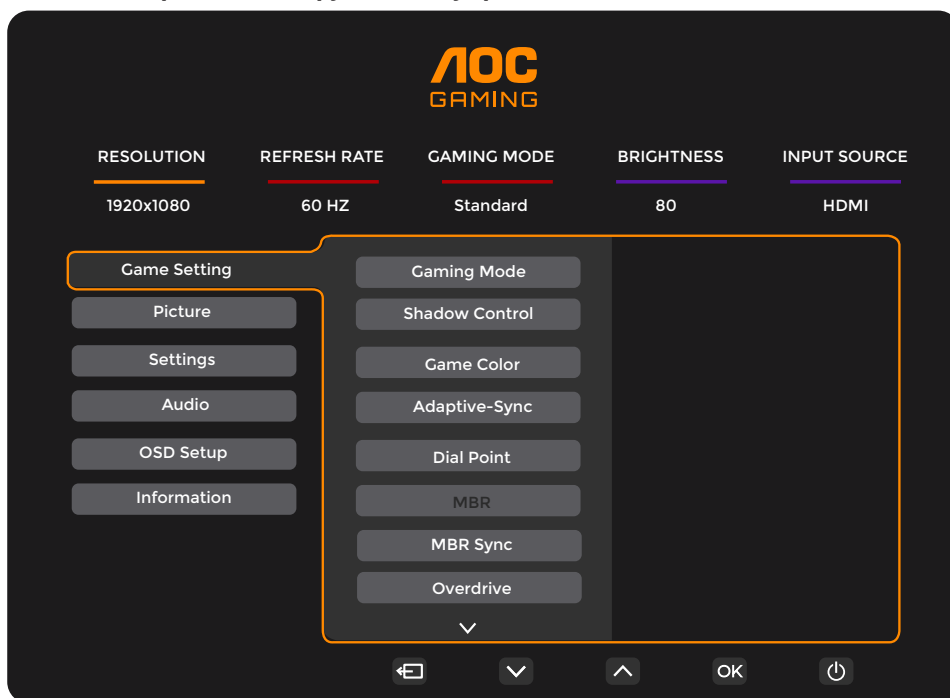 AOC
GAMING
RESOLUTION REFRESH RATE GAMING MODE BRIGHTNESS INPUT SOURCE
1920x1080 60 HZ Standard 80 HDMI
Game Setting
Picture
Settings
Audio
OSD Setup
Information
Gaming Mode
Shadow Control
Game Color
Adaptive-Sync
Dial Point
MBR
MBR Sync
Overdrive
OK